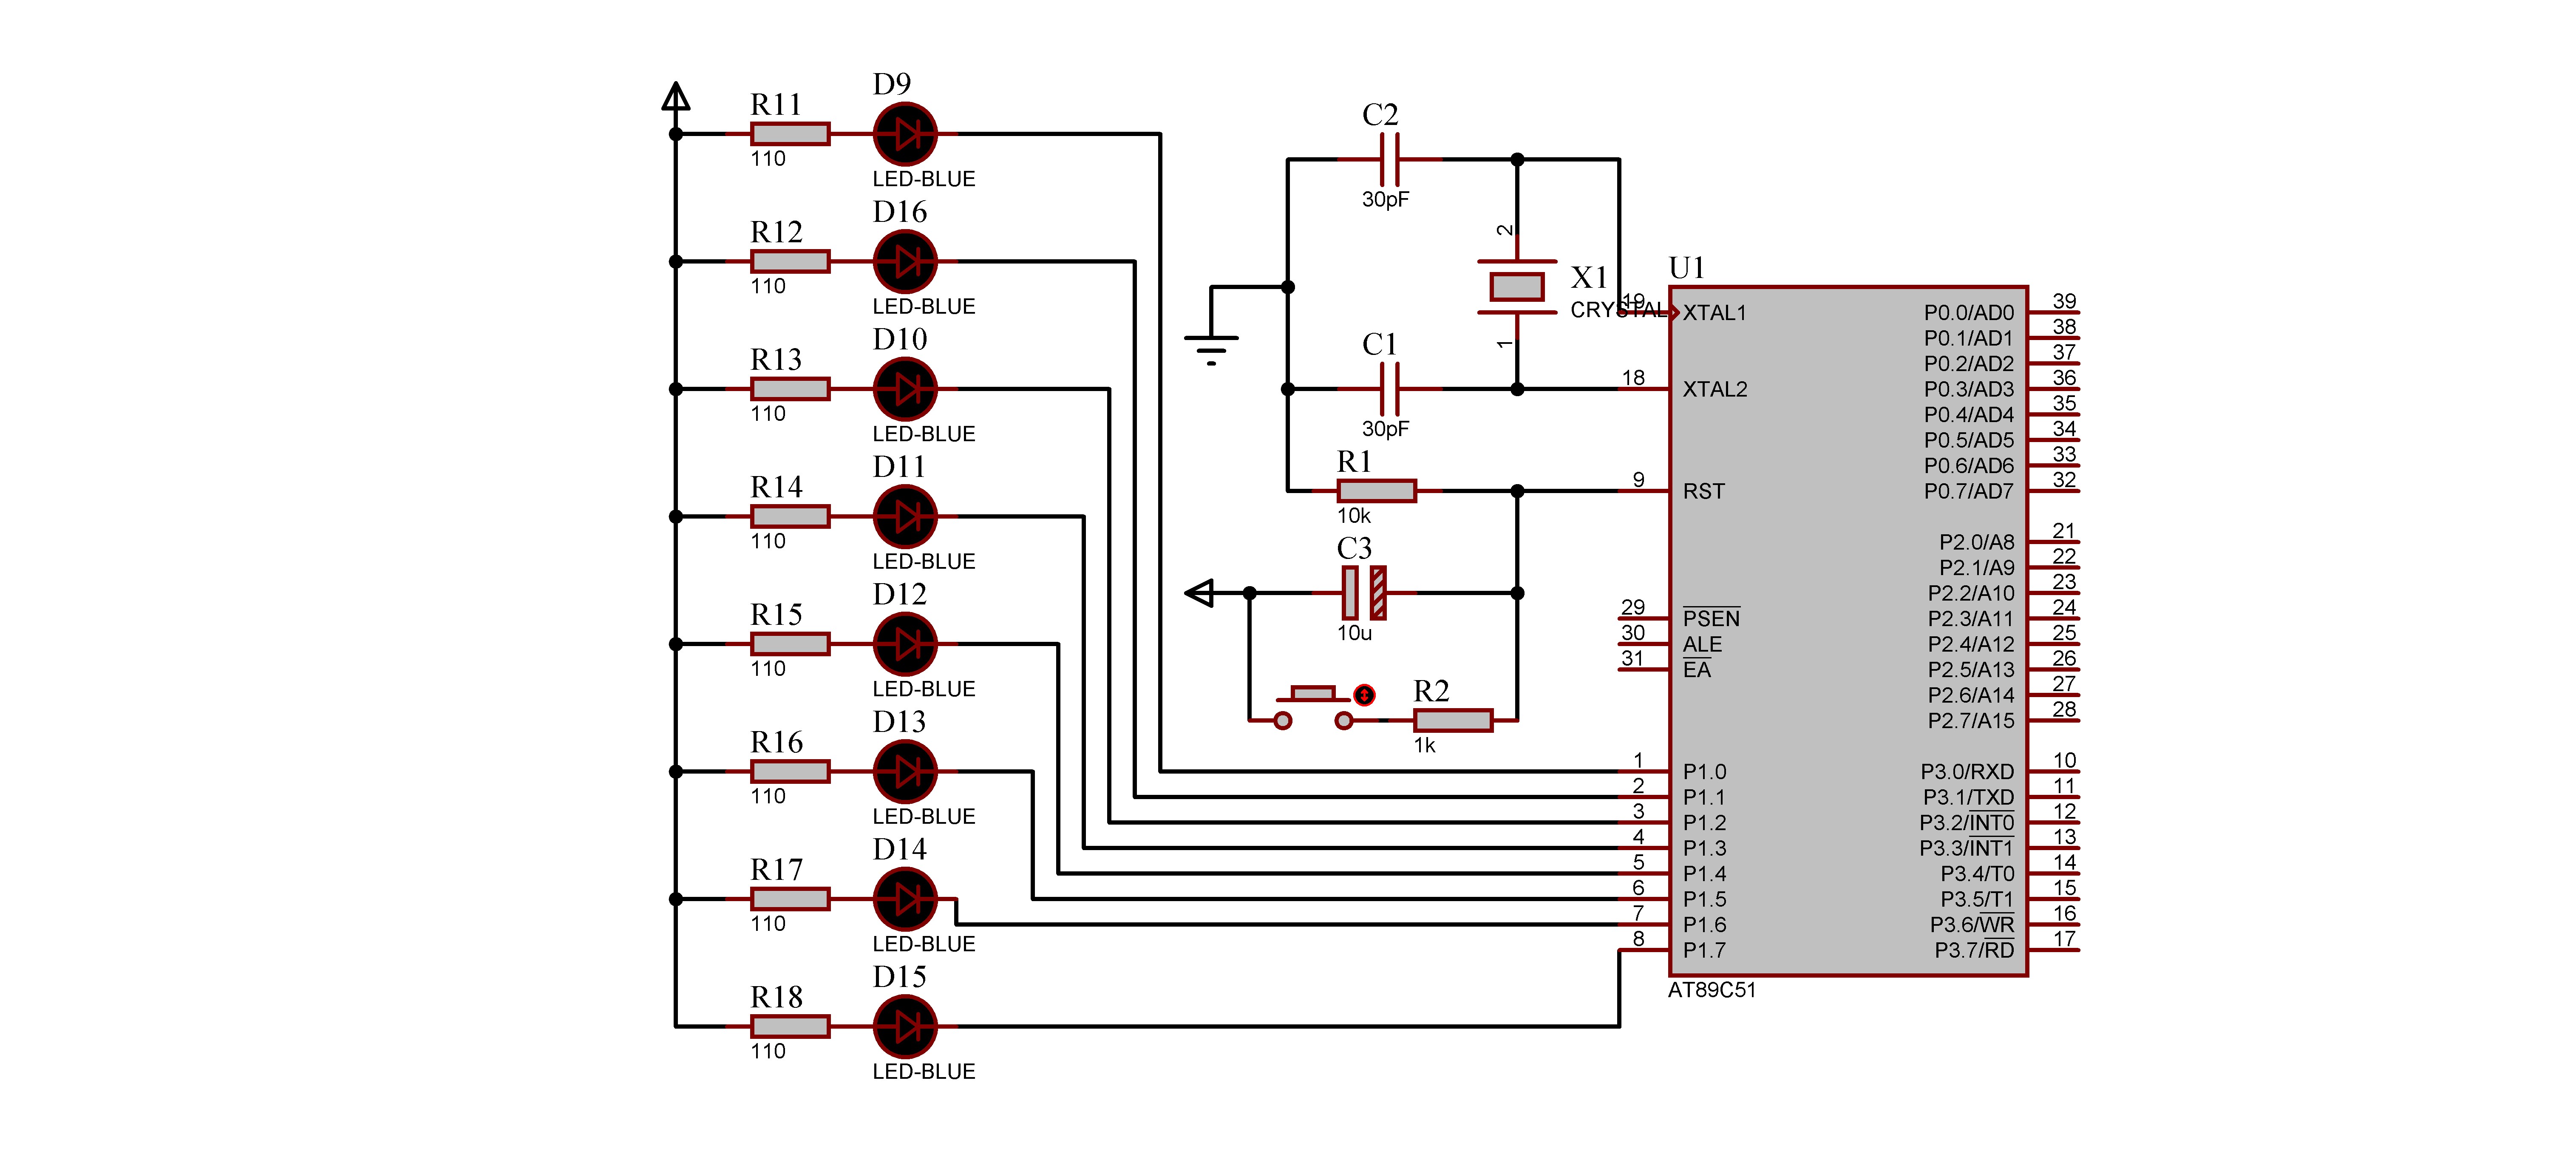 R11
110
D9
LED-BLUE
R12
110
D16
LED-BLUE
R13
110
D10
LED-BLUE
R14
110
D11
LED-BLUE
R15
110
D12
LED-BLUE
R16
110
D13
LED-BLUE
R17
110
D14
LED-BLUE
R18
110
D15
LED-BLUE
C2
30pF
2
X1
CRYSTAL
1
C1
30pF
R1
10k
C3
10u
R2
1k
U1
19 XTAL1
18 XTAL2
9 RST
29 PSEN
30 ALE
31 EA
1 P1.0
2 P1.1
3 P1.2
4 P1.3
5 P1.4
6 P1.5
7 P1.6
8 P1.7
P0.0/AD0 39
P0.1/AD1 38
P0.2/AD2 37
P0.3/AD3 36
P0.4/AD4 35
P0.5/AD5 34
P0.6/AD6 33
P0.7/AD7 32
P2.0/A8 21
P2.1/A9 22
P2.2/A10 23
P2.3/A11 24
P2.4/A12 25
P2.5/A13 26
P2.6/A14 27
P2.7/A15 28
P3.0/RXD 10
P3.1/TXD 11
P3.2/INT0 12
P3.3/INT1 13
P3.4/T0 14
P3.5/T1 15
P3.6/WR 16
P3.7/RD 17
AT89C51